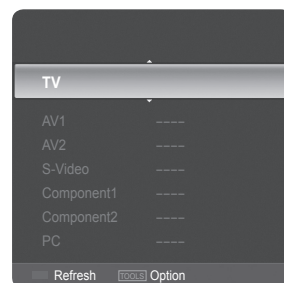 TV
AV1 ----
AV2 ----
S-Video ----
Component1 ----
Component2 ----
PC ----
Refresh TOOLS Option